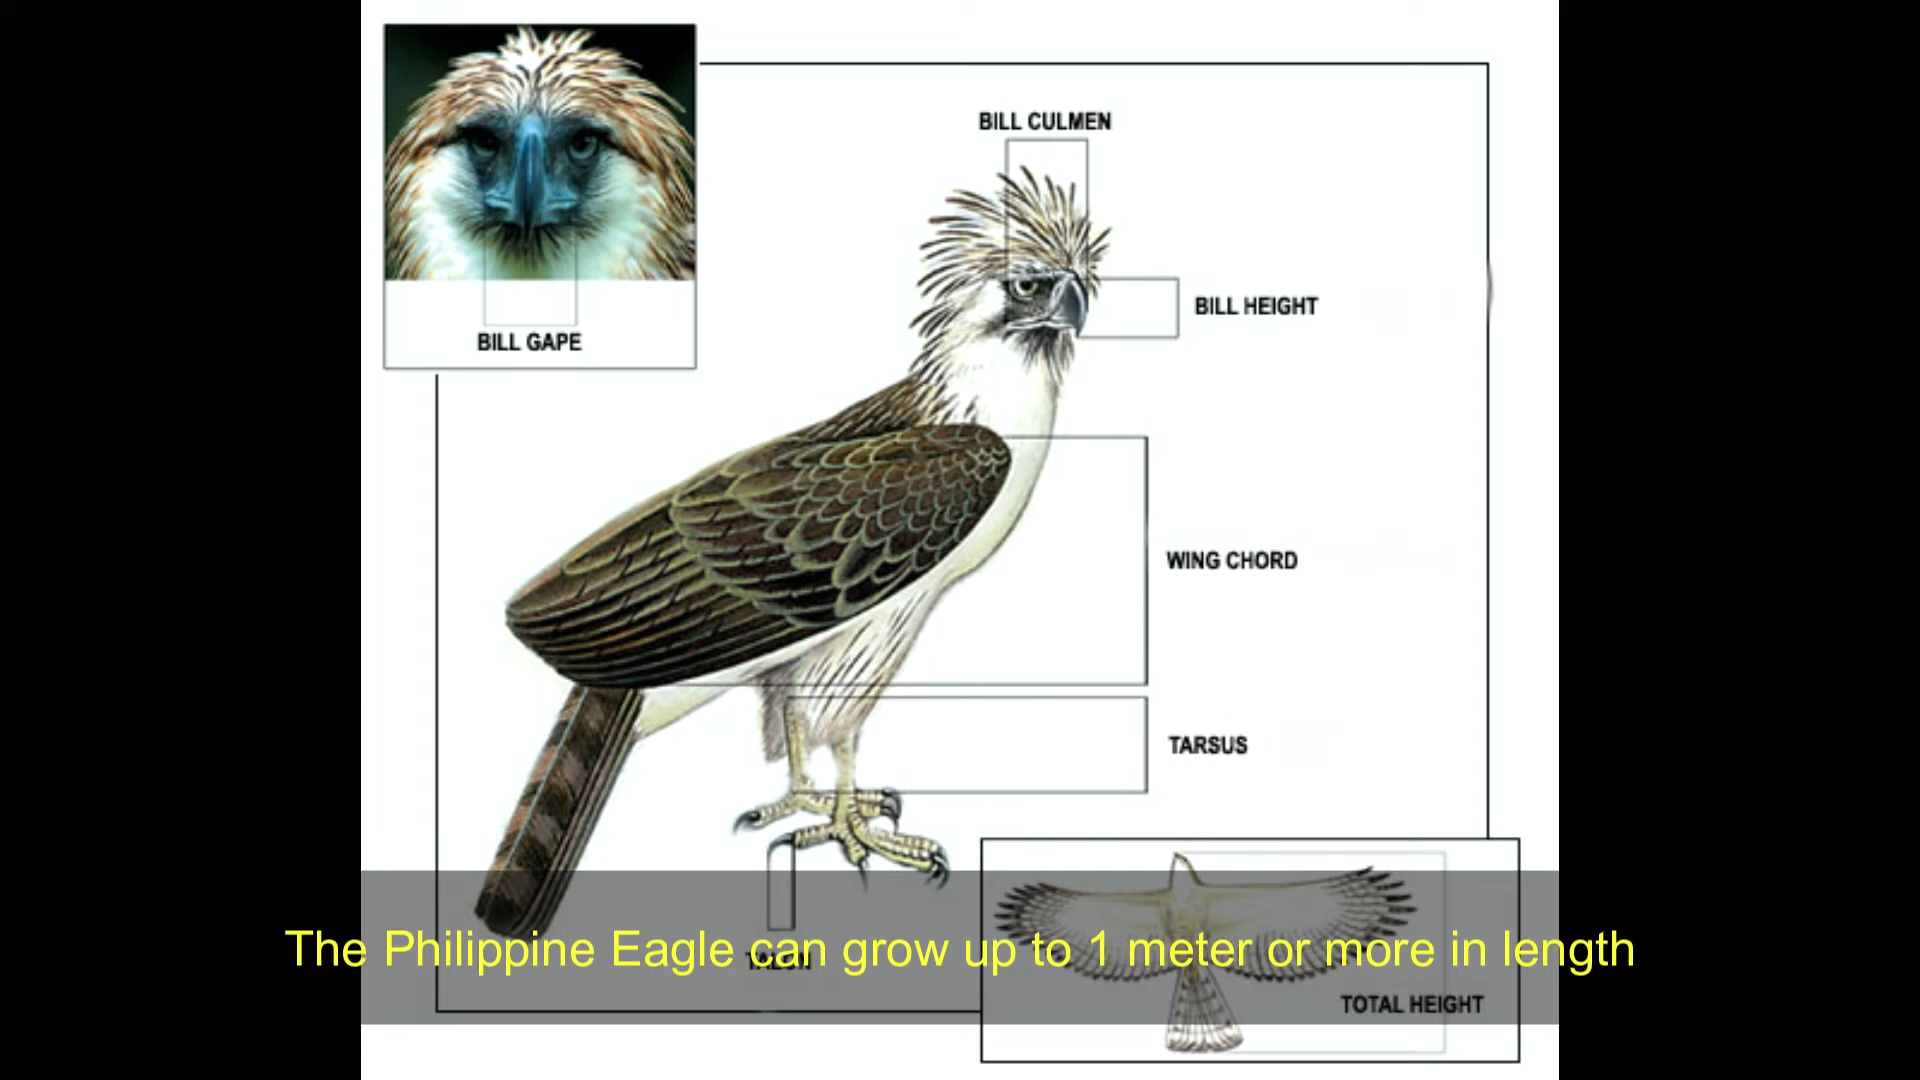 BILL CULMEN
BILL HEIGHT
BILL GAPE
WING CHORD
TARSUS
TALON
The Philippine Eagle can grow up to 1 meter or more in length
TOTAL HEIGHT